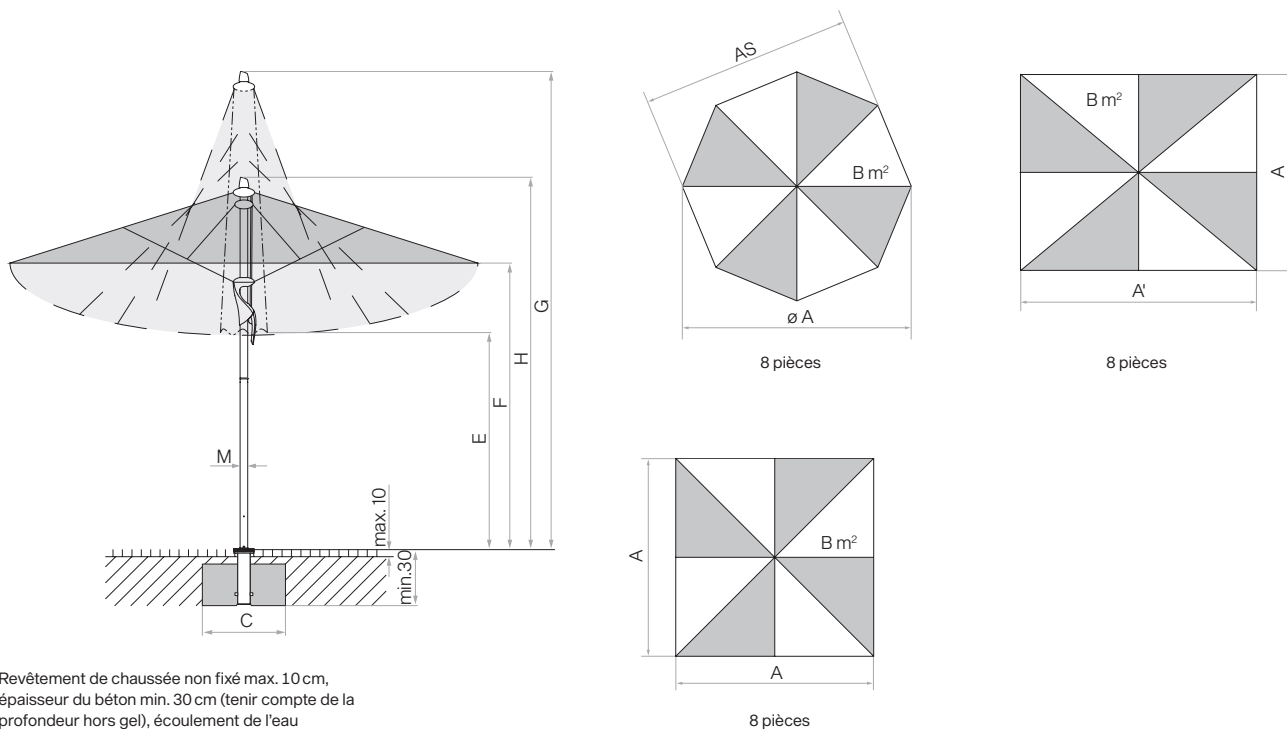 AS
B m²
ø A
8 pièces
B m²
A
A'
8 pièces
G
H
F
E
M
max. 10
min.30
C
B m²
A
A
8 pièces
Revêtement de chaussée non fixé max. 10 cm,
épaisseur du béton min. 30 cm (tenir compte de la
profondeur hors gel), écoulement de l'eau